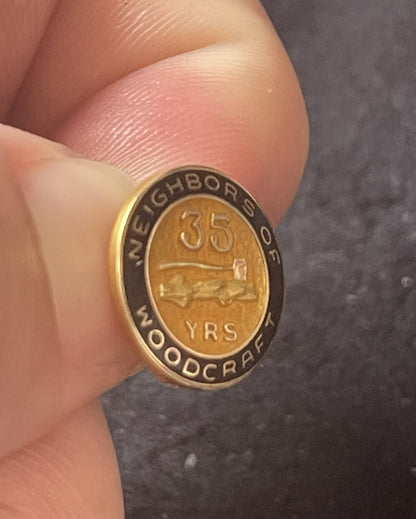 NEIGHBORS OF
35
YRS
WOODCRAFT